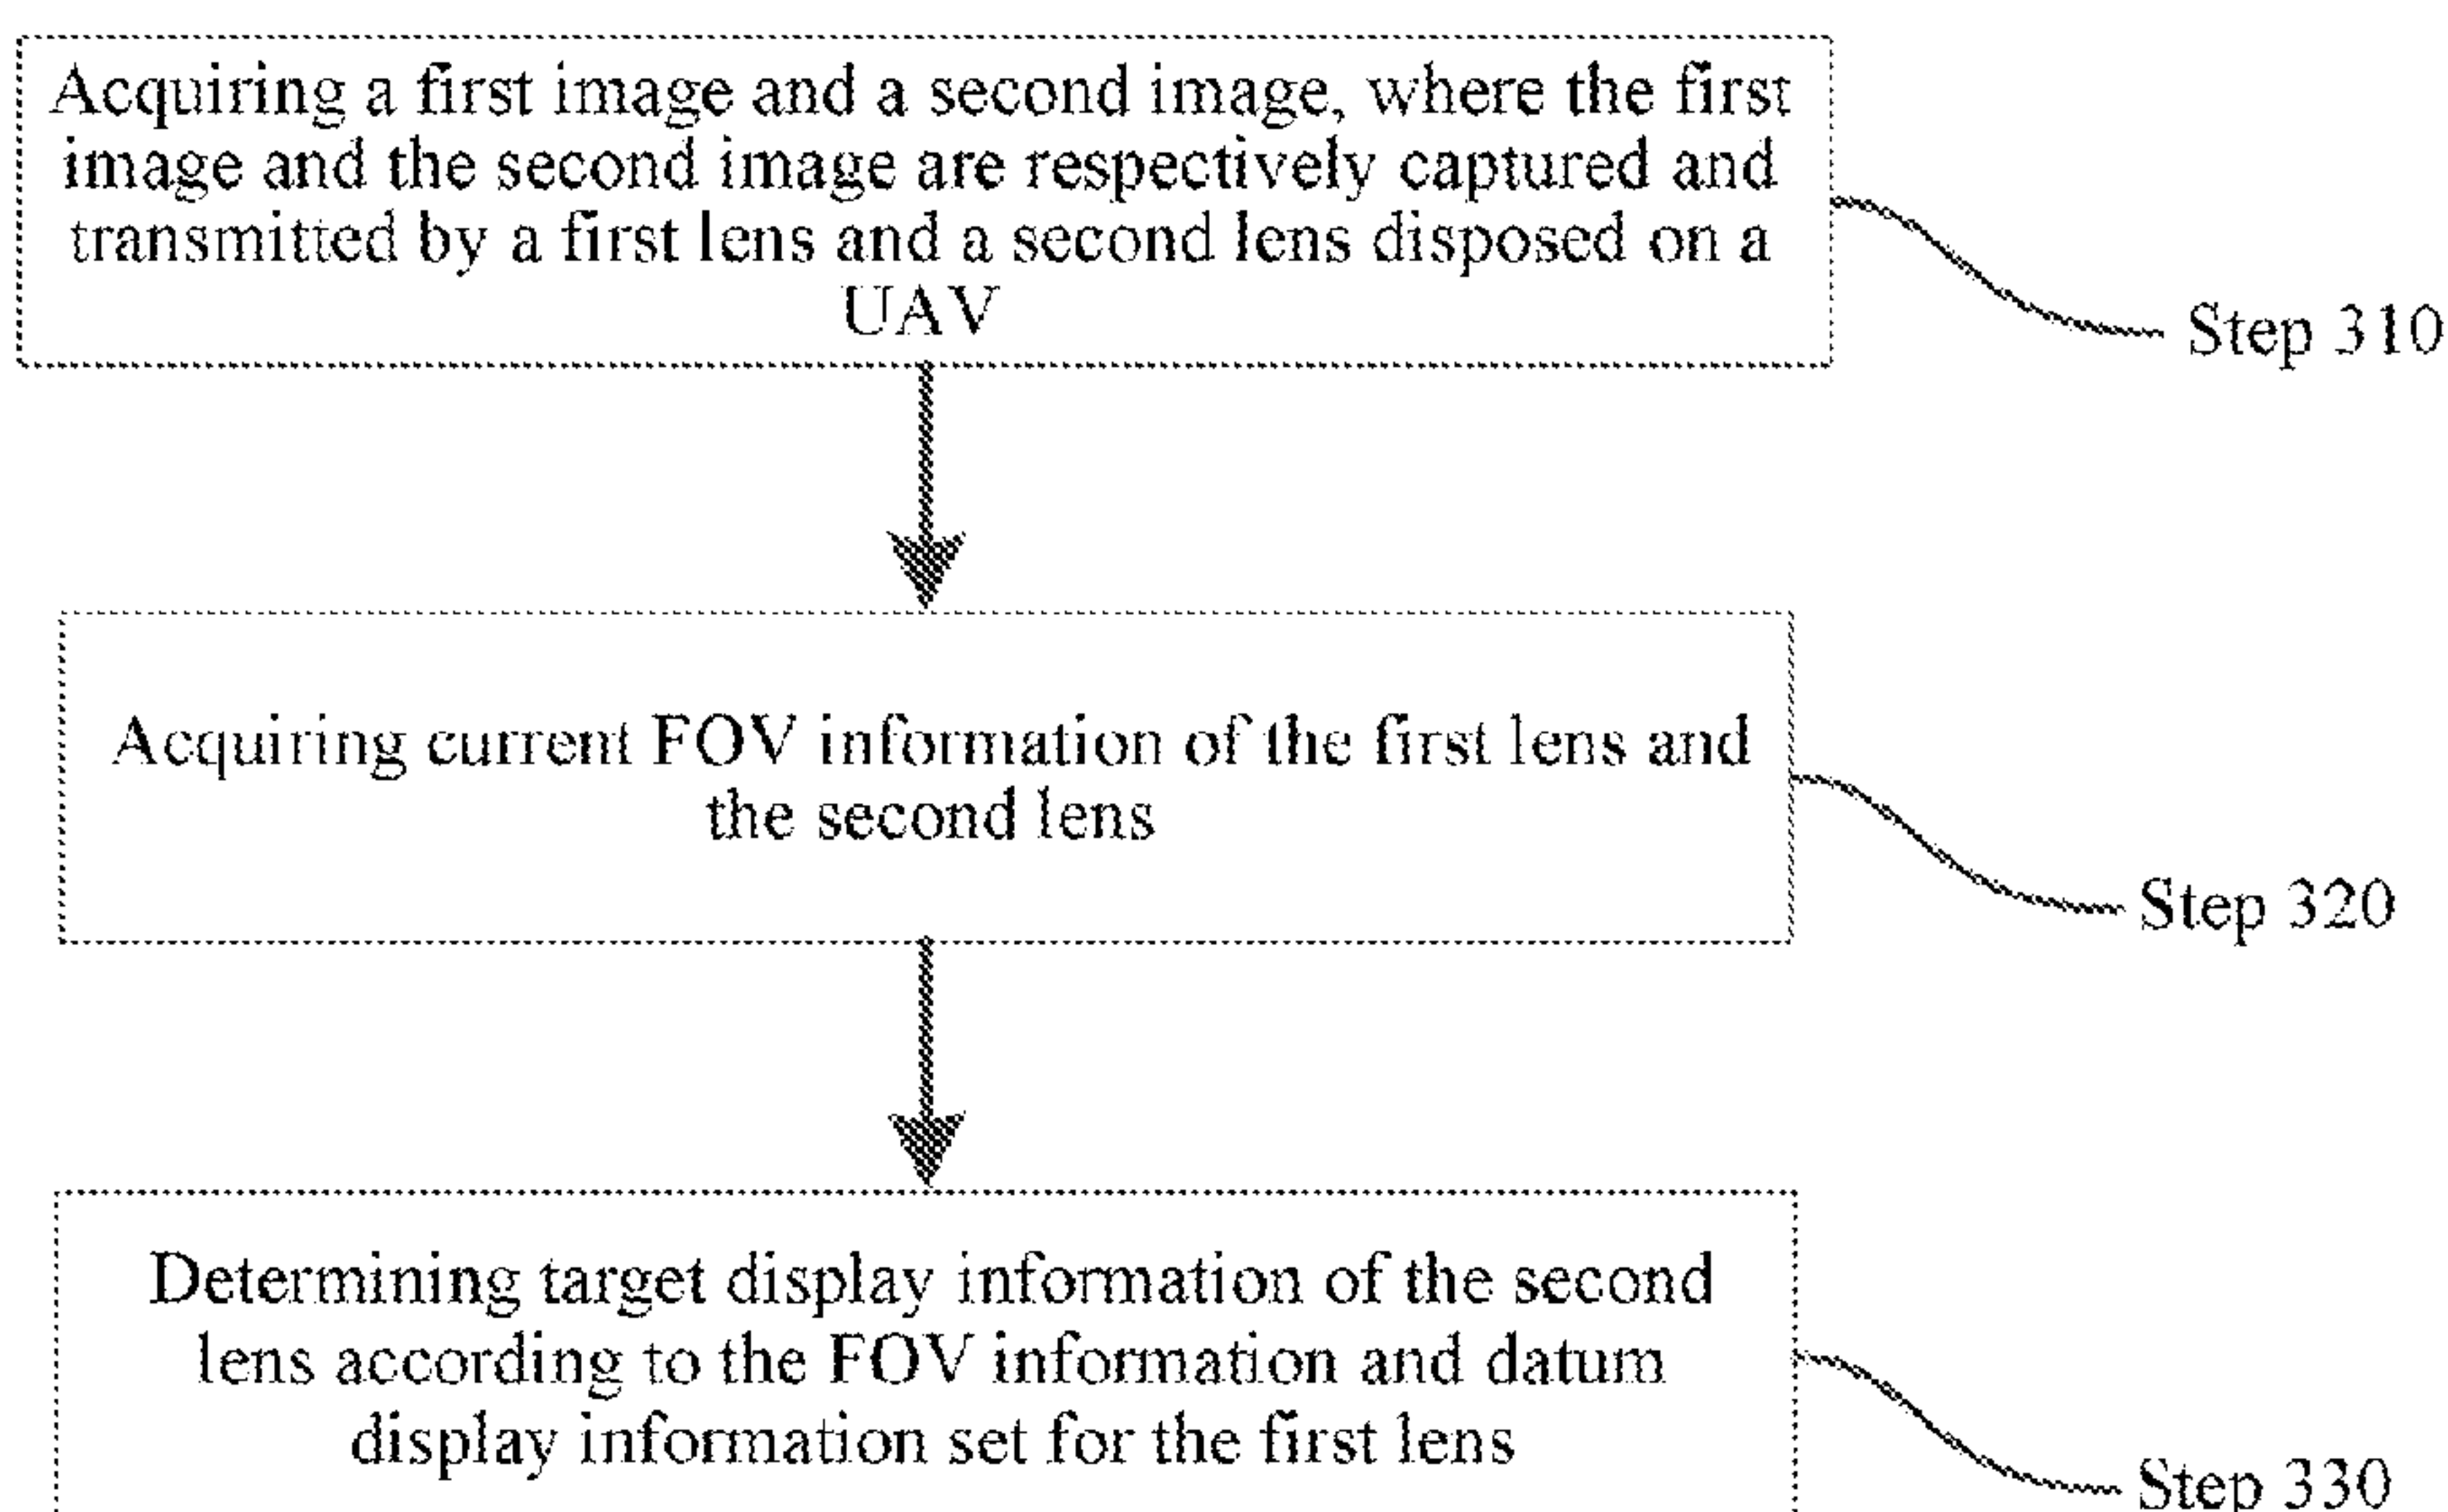 Acquiring a first image and a second image, where the first
image and the second image are respectively captured and
transmitted by a first lens and a second lens disposed on a
UAV
Step 310
Acquiring current FOV information of the first lens and
the second lens
Step 320
Determining target display information of the second
lens according to the FOV information and datum
display information set for the first lens
Step 330